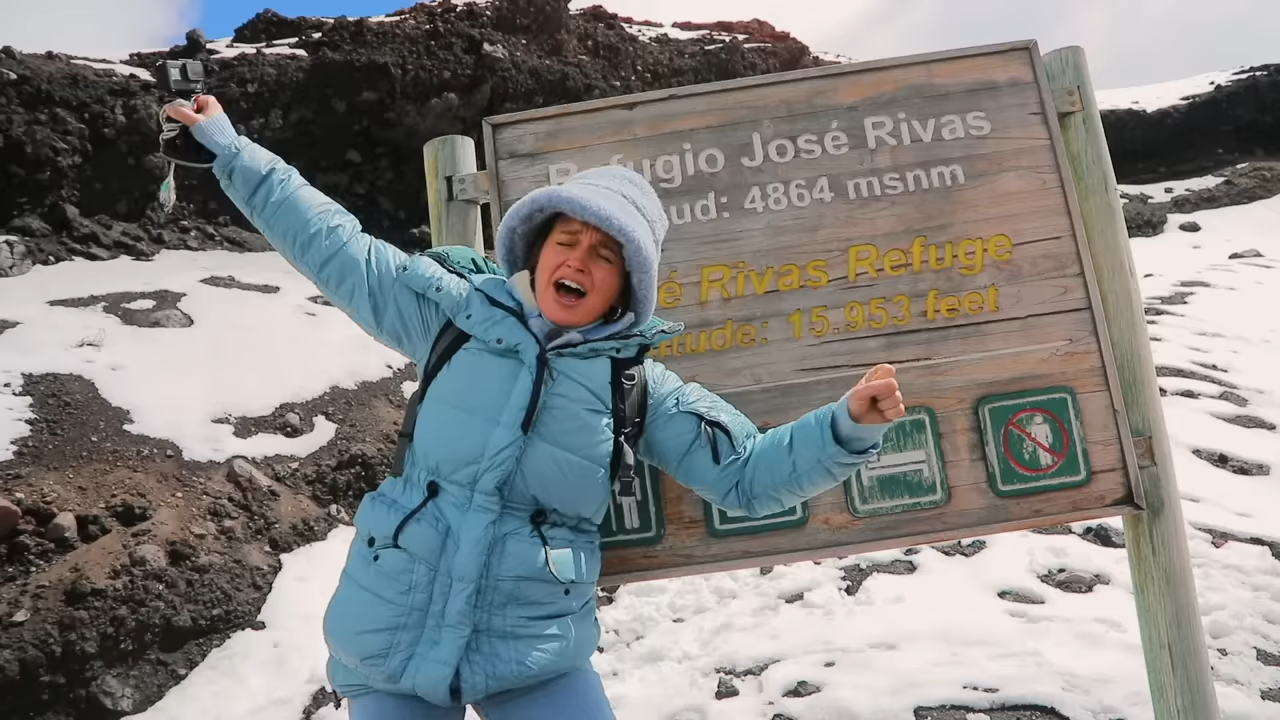 Refugio José Rivas
ud: 4864 msnm
é Rivas Refuge
tude: 15.953 feet